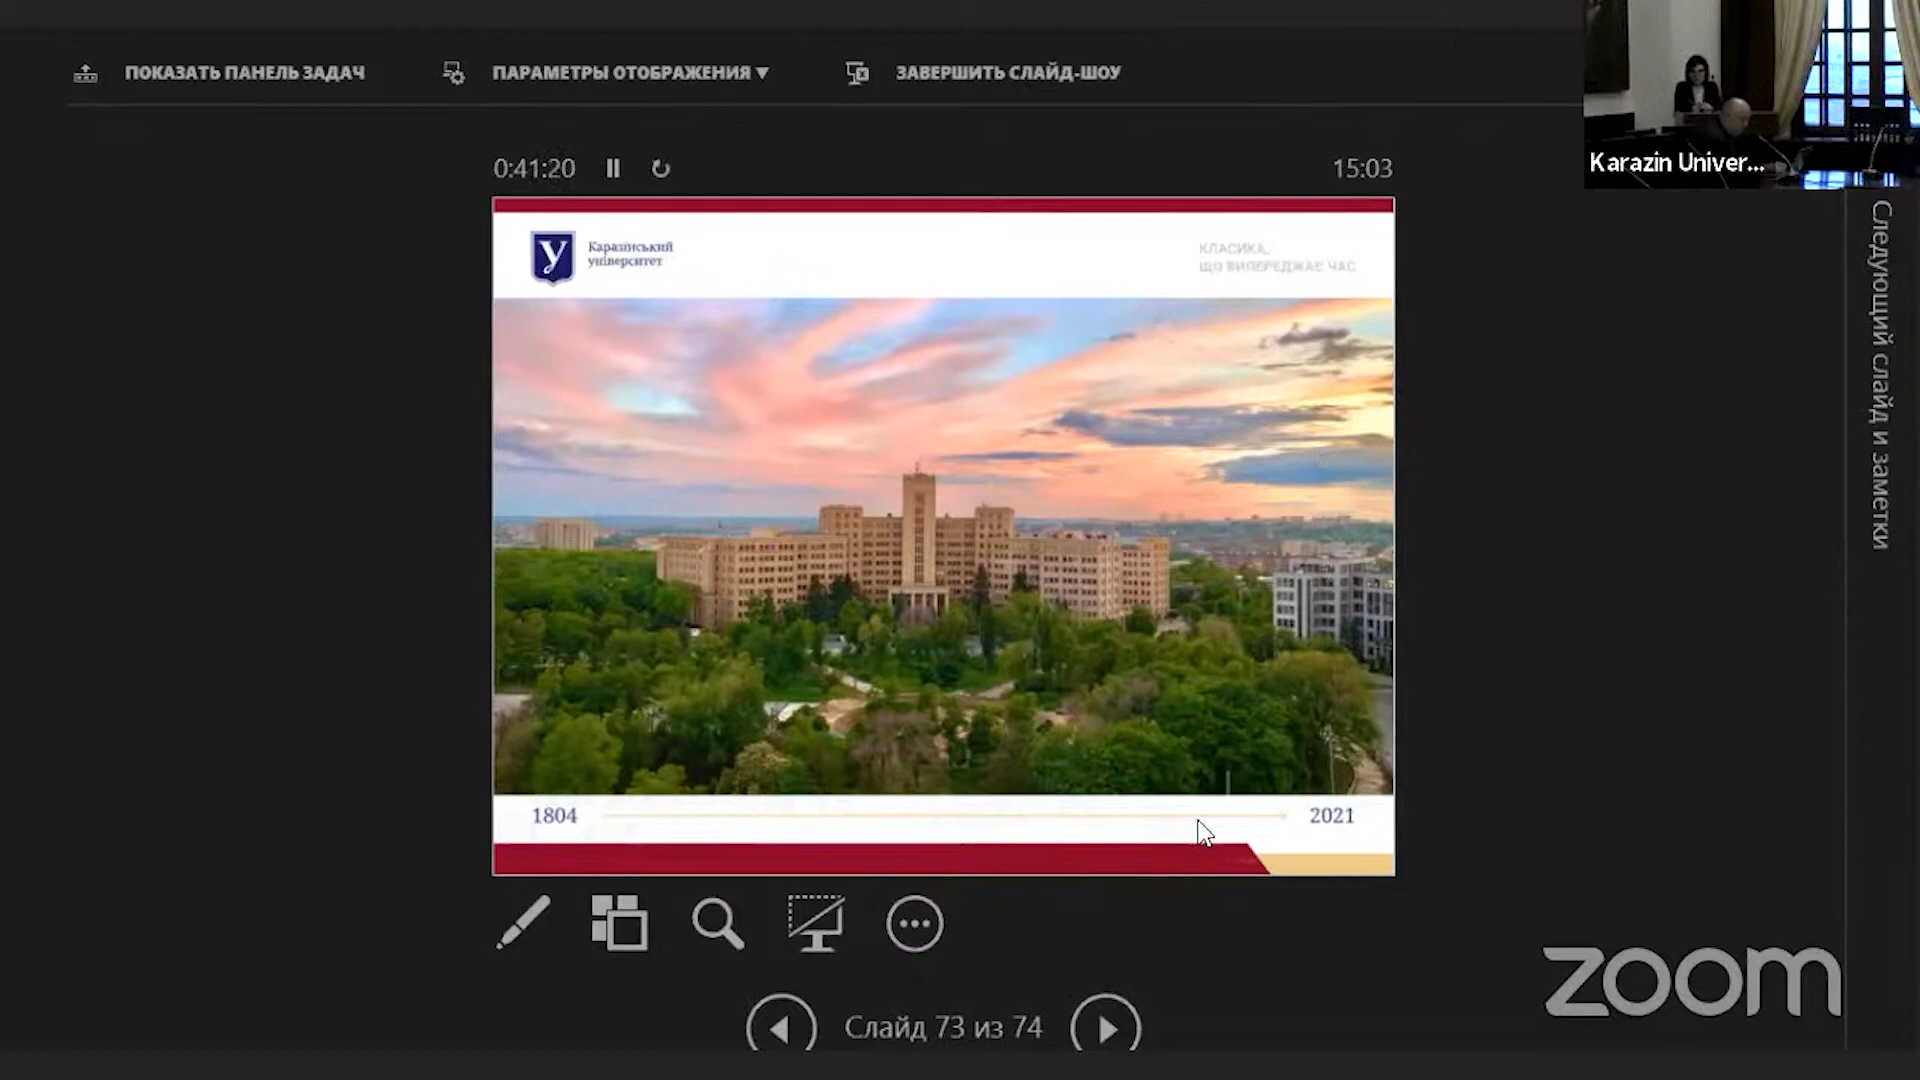 ПОКАЗАТЬ ПАНЕЛЬ ЗАДАЧ
ПАРАМЕТРЫ ОТОБРАЖЕНИЯ ▼
ЗАВЕРШИТЬ СЛАЙД-ШОУ
Karazin Univer...
0:41:20
15:03
Каразінський
університет
КЛАСИКА,
ЩО ВИПЕРЕДЖАЄ ЧАС
1804
2021
Следующий слайд и заметки
Слайд 73 из 74
zoom